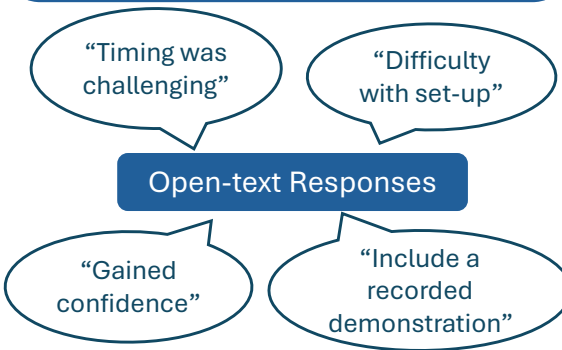 “Timing was
challenging”
“Difficulty
with set-up”
Open-text Responses
“Gained
confidence”
“Include a
recorded
demonstration”